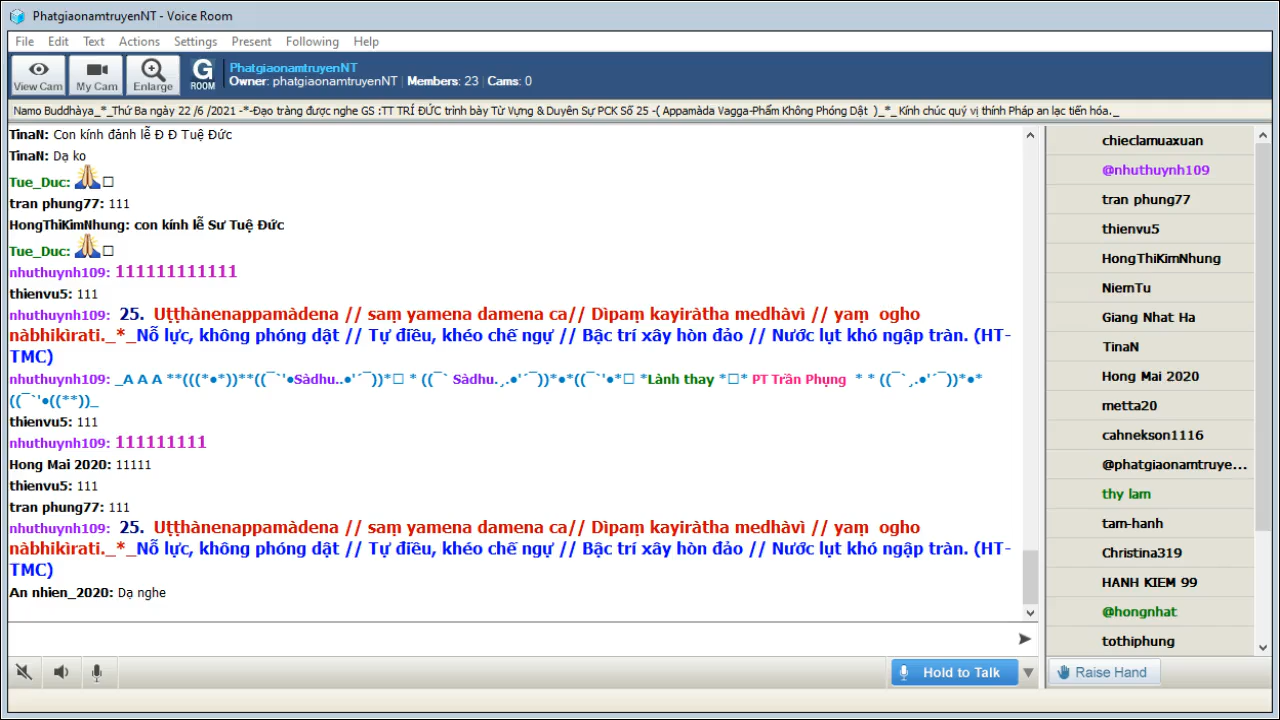 PhatgiaonamtruyenNT - Voice Room
File Edit Text Actions Settings Present Following Help
View Cam
My Cam
Enlarge
G ROOM
PhatgiaonamtruyenNT
Owner: phatgiaonamtruyenNT | Members: 23 | Cams: 0
Namo Buddhàya_*_Thứ Ba ngày 22 /6 /2021 -*-Đạo tràng được nghe GS :TT TRÍ ĐỨC trình bày Từ Vựng & Duyên Sự PCK Số 25 -( Appamàda Vagga-Phẩm Không Phóng Dật )_*_Kính chúc quý vị thính Pháp an lạc tiến hóa._
TinaN: Con kính đảnh lễ Đ Đ Tuệ Đức
TinaN: Dạ ko
Tue_Duc: 🙏□
tran phung77: 111
HongThiKimNhung: con kính lễ Sư Tuệ Đức
Tue_Duc: 🙏□
nhuthuynh109: 111111111111
thienvu5: 111
nhuthuynh109: 25. Uṭṭhànenappamàdena // saṃ yamena damena ca// Dìpaṃ kayiràtha medhàvì // yaṃ ogho
nàbhikìrati._*_Nỗ lực, không phóng dật // Tự điều, khéo chế ngự // Bậc trí xây hòn đảo // Nước lụt khó ngập tràn. (HT-
TMC)
nhuthuynh109: _A A A **(((*•*))**((¯`'•Sàdhu..•'´¯))*□ * ((¯` Sàdhu.¸.•'´¯))*•*((¯`'•*□ *Lành thay *□* PT Trần Phụng * * ((¯`¸.•'´¯))*•*
((¯`'•((**))_
thienvu5: 111
nhuthuynh109: 111111111
Hong Mai 2020: 11111
thienvu5: 111
tran phung77: 111
nhuthuynh109: 25. Uṭṭhànenappamàdena // saṃ yamena damena ca// Dìpaṃ kayiràtha medhàvì // yaṃ ogho
nàbhikìrati._*_Nỗ lực, không phóng dật // Tự điều, khéo chế ngự // Bậc trí xây hòn đảo // Nước lụt khó ngập tràn. (HT-
TMC)
An nhien_2020: Dạ nghe
Hold to Talk
chieclamuaxuan
@nhuthuynh109
tran phung77
thienvu5
HongThiKimNhung
NiemTu
Giang Nhat Ha
TinaN
Hong Mai 2020
metta20
cahnekson1116
@phatgiaonamtruye...
thy lam
tam-hanh
Christina319
HANH KIEM 99
@hongnhat
tothiphung
Raise Hand